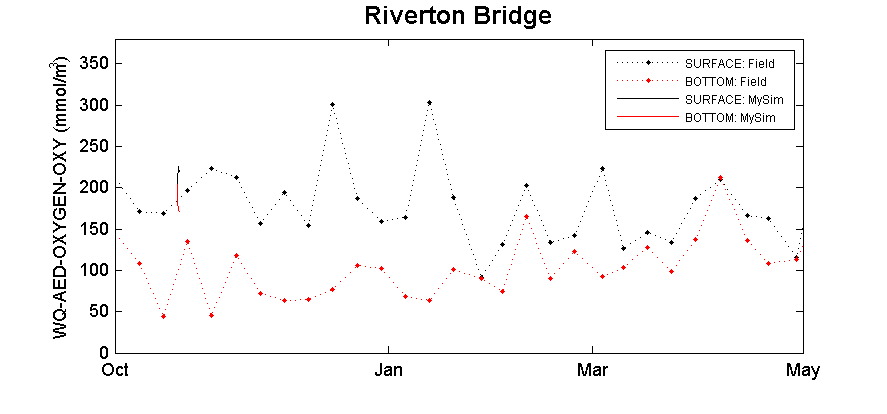 Riverton Bridge
WQ-AED-OXYGEN-OXY (mmol/m³)
350
300
250
200
150
100
50
0
Oct
Jan
Mar
May
SURFACE: Field
BOTTOM: Field
SURFACE: MySim
BOTTOM: MySim